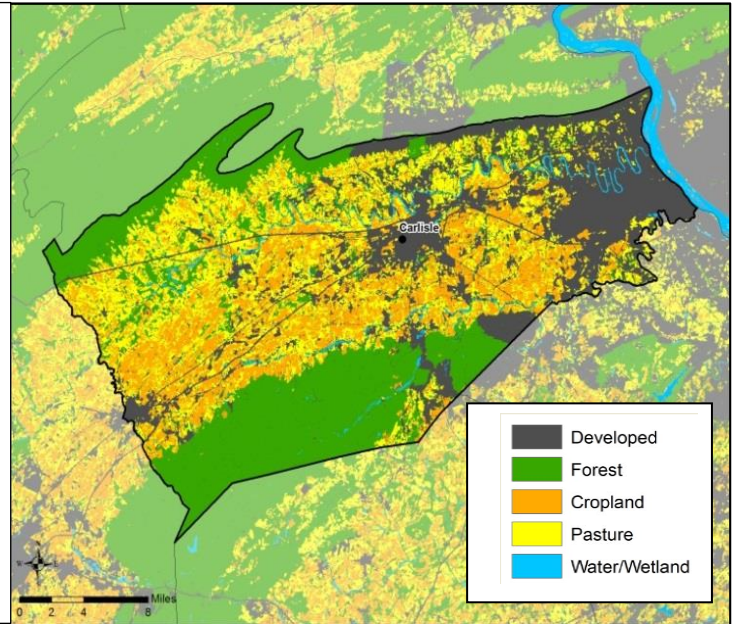 Carlisle
Developed
Forest
Cropland
Pasture
Water/Wetland
Miles
0 2 4 8